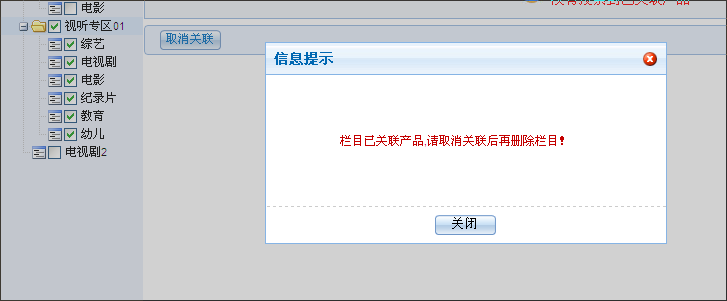 电影
视听专区01
综艺
电视剧
电影
纪录片
教育
幼儿
电视剧2
取消关联
信息提示
栏目已关联产品,请取消关联后再删除栏目!
关闭